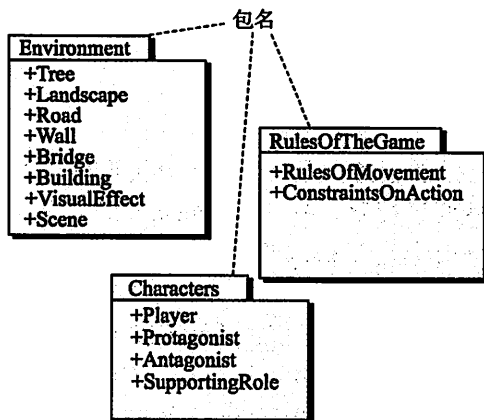 包名
Environment
+Tree
+Landscape
+Road
+Wall
+Bridge
+Building
+VisualEffect
+Scene
RulesOfTheGame
+RulesOfMovement
+ConstraintsOnAction
Characters
+Player
+Protagonist
+Antagonist
+SupportingRole